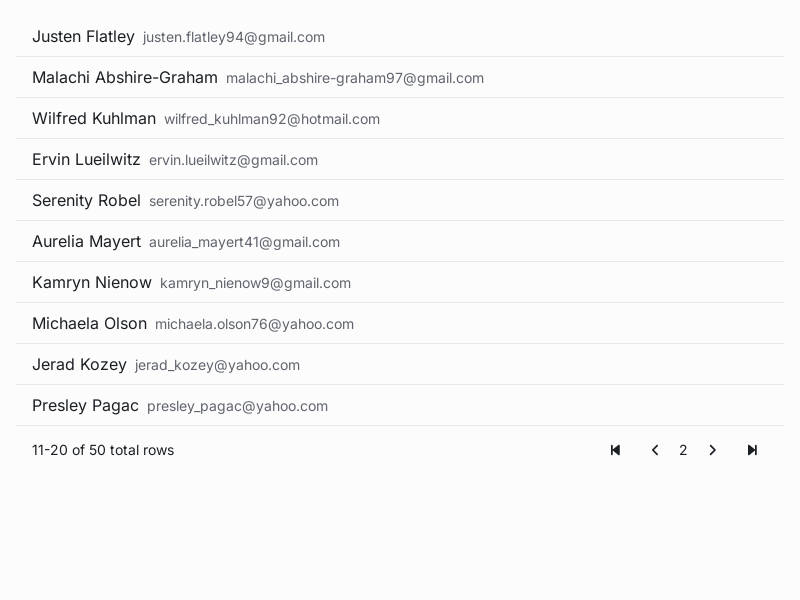 Justen Flatley justen.flatley94@gmail.com
Malachi Abshire-Graham malachi_abshire-graham97@gmail.com
Wilfred Kuhlman wilfred_kuhlman92@hotmail.com
Ervin Lueilwitz ervin.lueilwitz@gmail.com
Serenity Robel serenity.robel57@yahoo.com
Aurelia Mayert aurelia_mayert41@gmail.com
Kamryn Nienow kamryn_nienow9@gmail.com
Michaela Olson michaela.olson76@yahoo.com
Jerad Kozey jerad_kozey@yahoo.com
Presley Pagac presley_pagac@yahoo.com
11-20 of 50 total rows 2